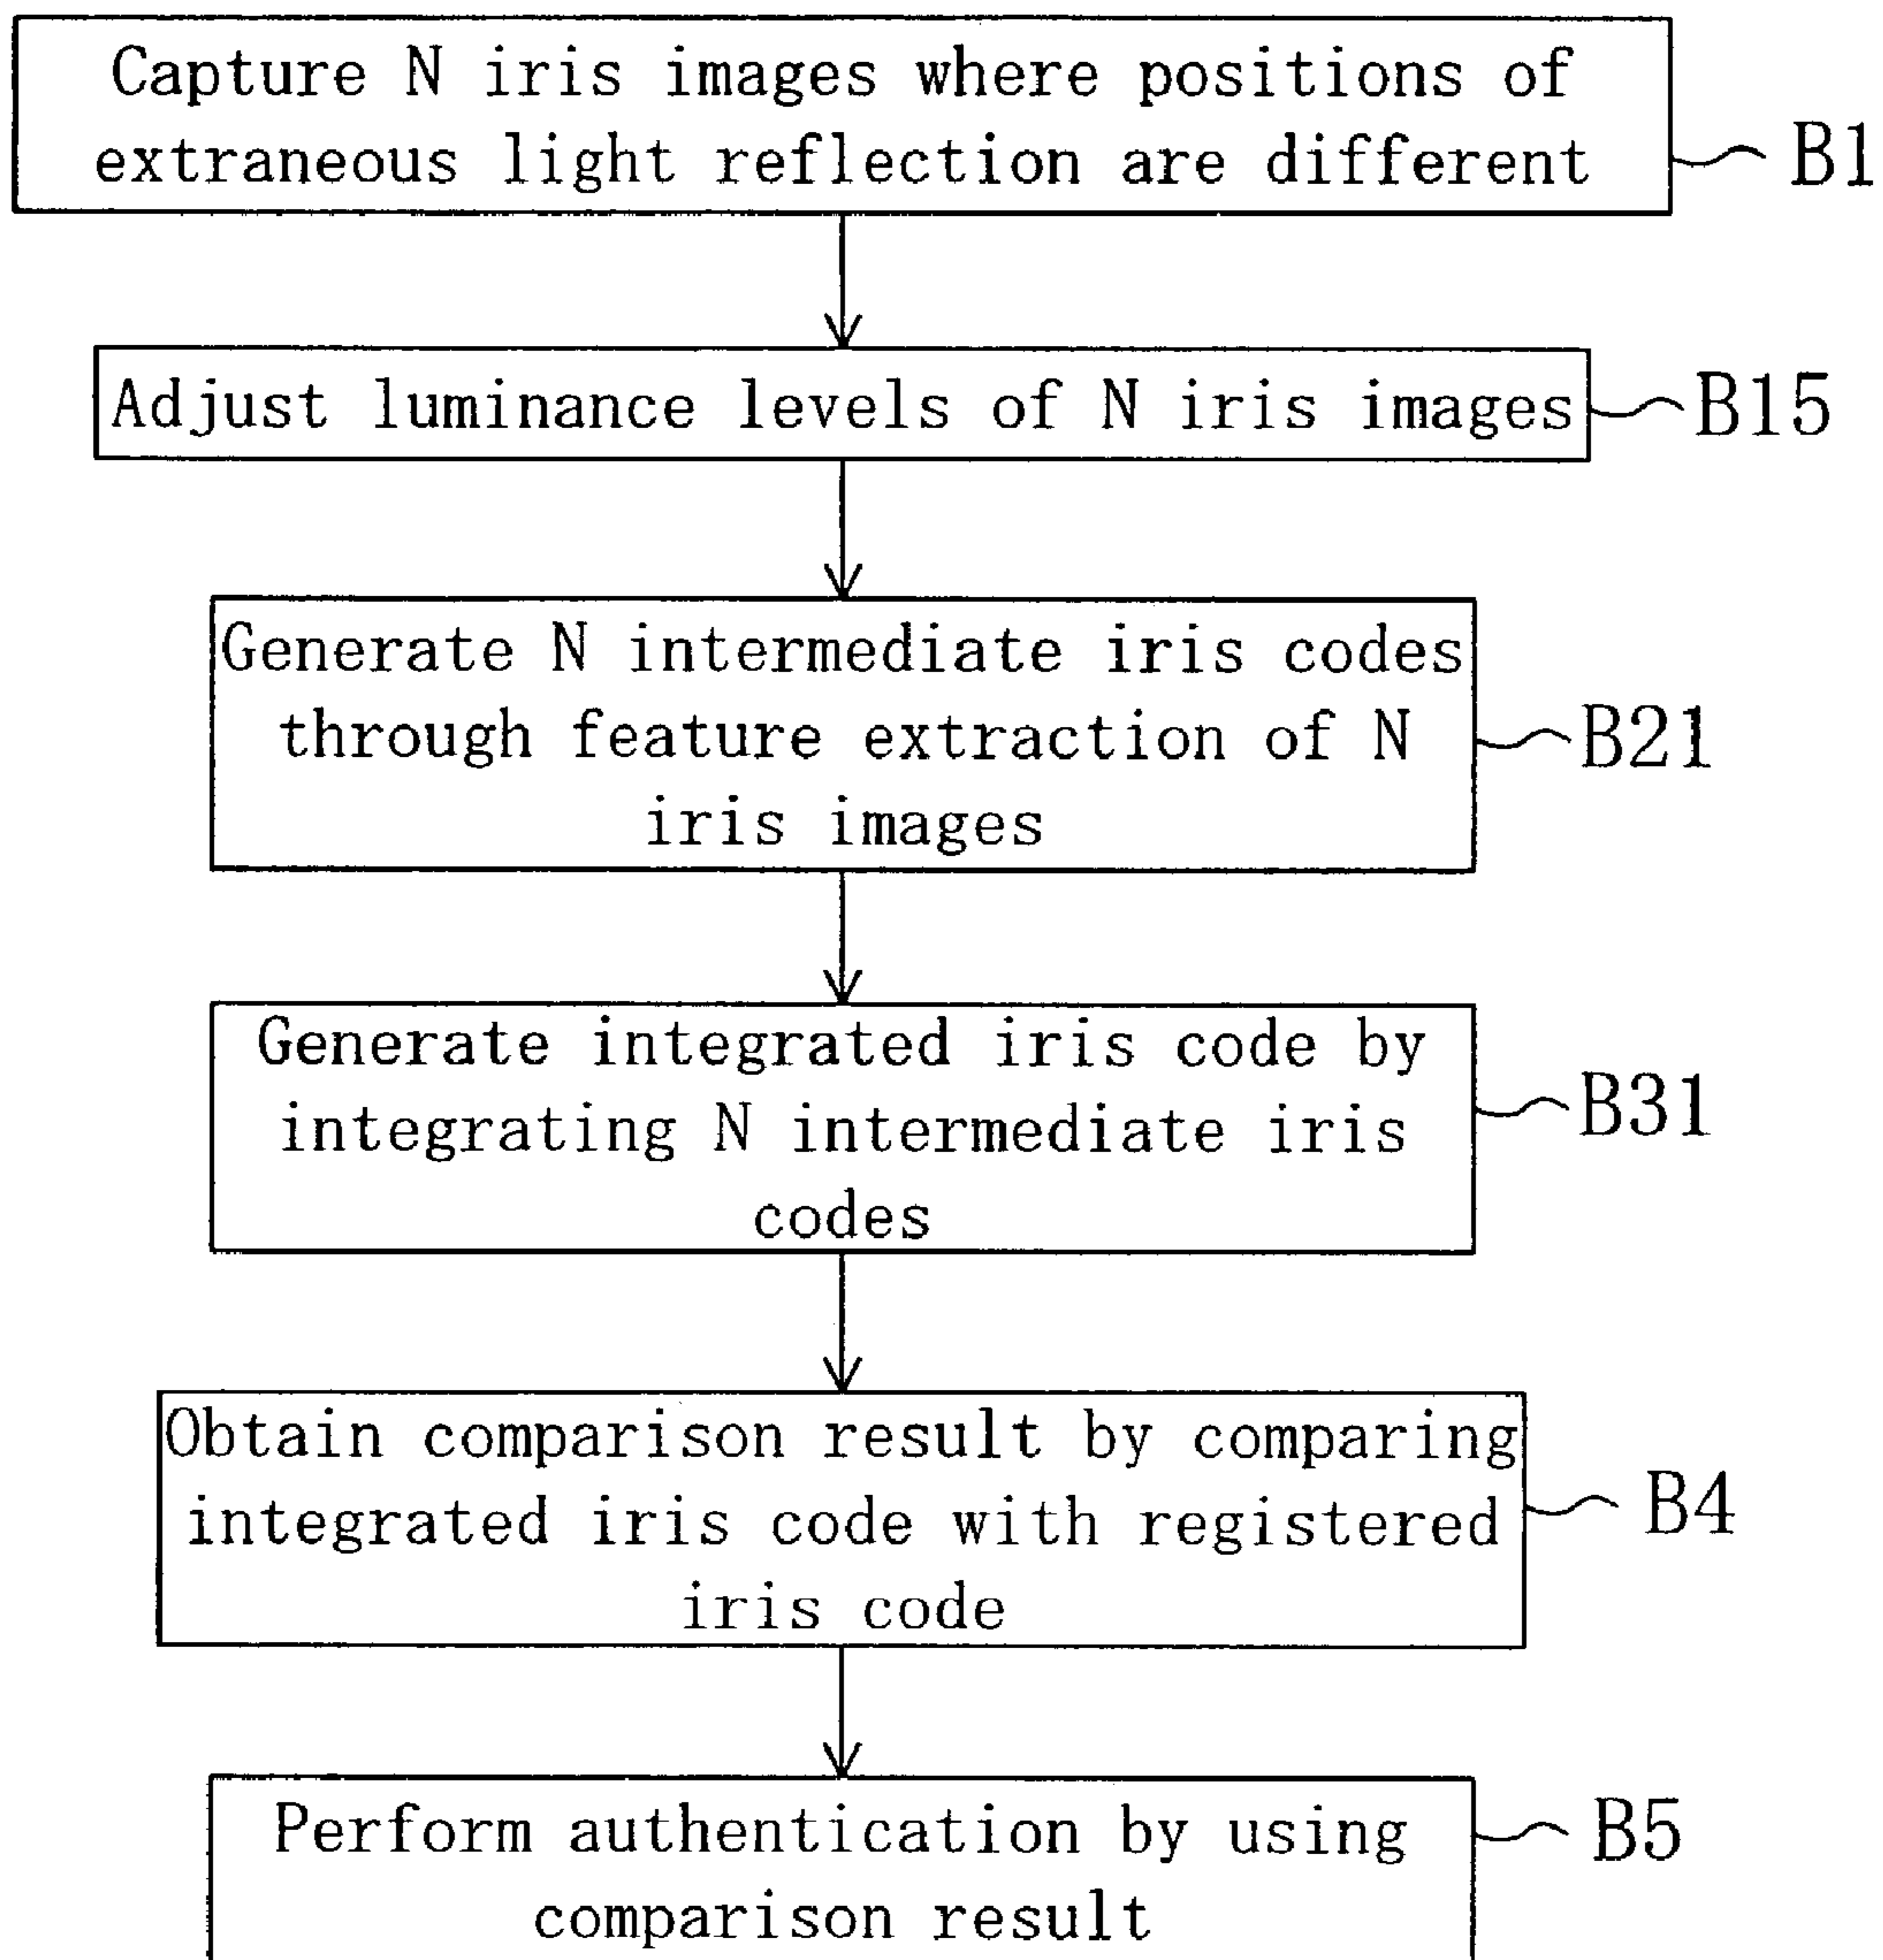 Capture N iris images where positions of
extraneous light reflection are different
B1
Adjust luminance levels of N iris images
B15
Generate N intermediate iris codes
through feature extraction of N
iris images
B21
Generate integrated iris code by
integrating N intermediate iris
codes
B31
Obtain comparison result by comparing
integrated iris code with registered
iris code
B4
Perform authentication by using
comparison result
B5